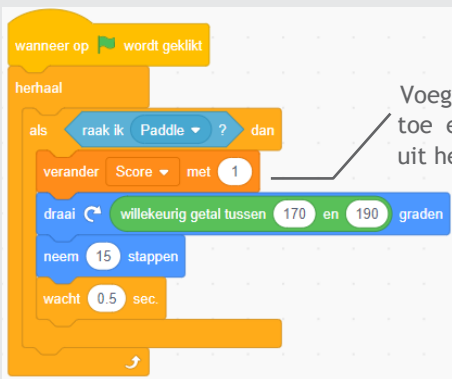 wanneer op wordt geklikt
herhaal
als raak ik Paddle ? dan
verander Score met 1
draai willekeurig getal tussen 170 en 190 graden
neem 15 stappen
wacht 0.5 sec.
Voeg
toe
uit